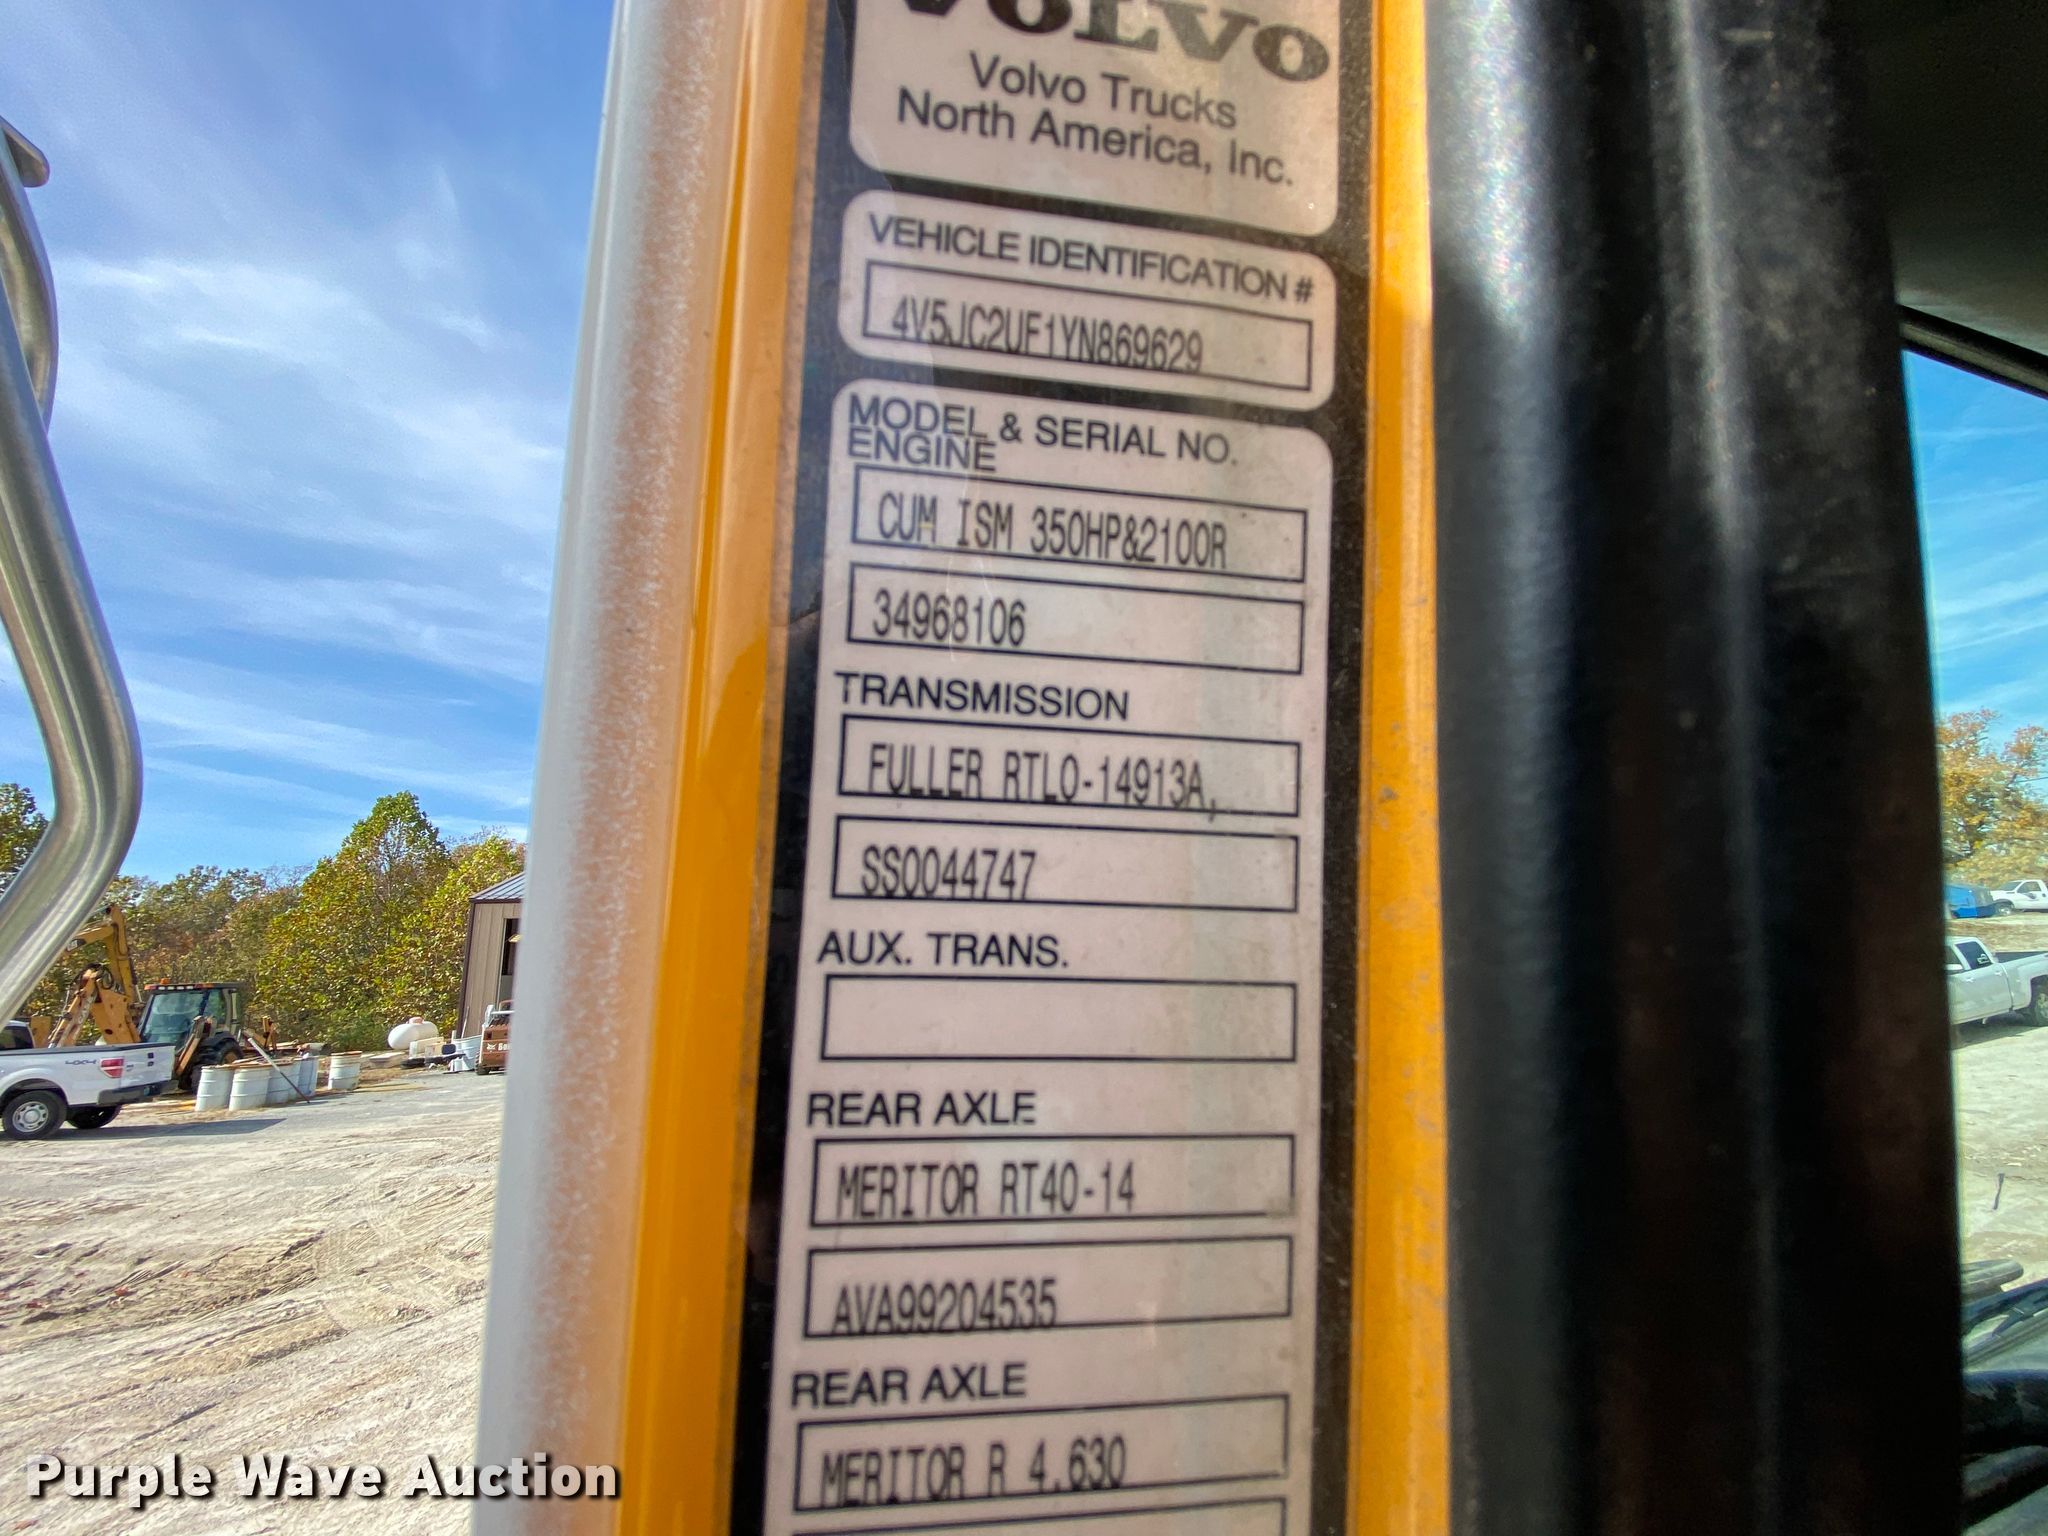 VOLVO
Volvo Trucks
North America, Inc.
VEHICLE IDENTIFICATION #
4V5JC2UF1YN869629
MODEL & SERIAL NO.
ENGINE
CUM ISM 350HP&2100R
34968106
TRANSMISSION
FULLER RTLO-14913A,
SS0044747
AUX. TRANS.
REAR AXLE
MERITOR RT40-14
AVA99204535
REAR AXLE
MERITOR R 4.630
4X4
Purple Wave Auction